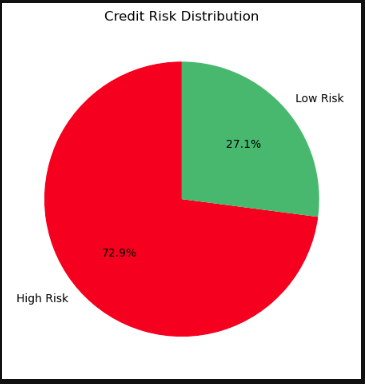 Credit Risk Distribution
Low Risk
27.1%
72.9%
High Risk